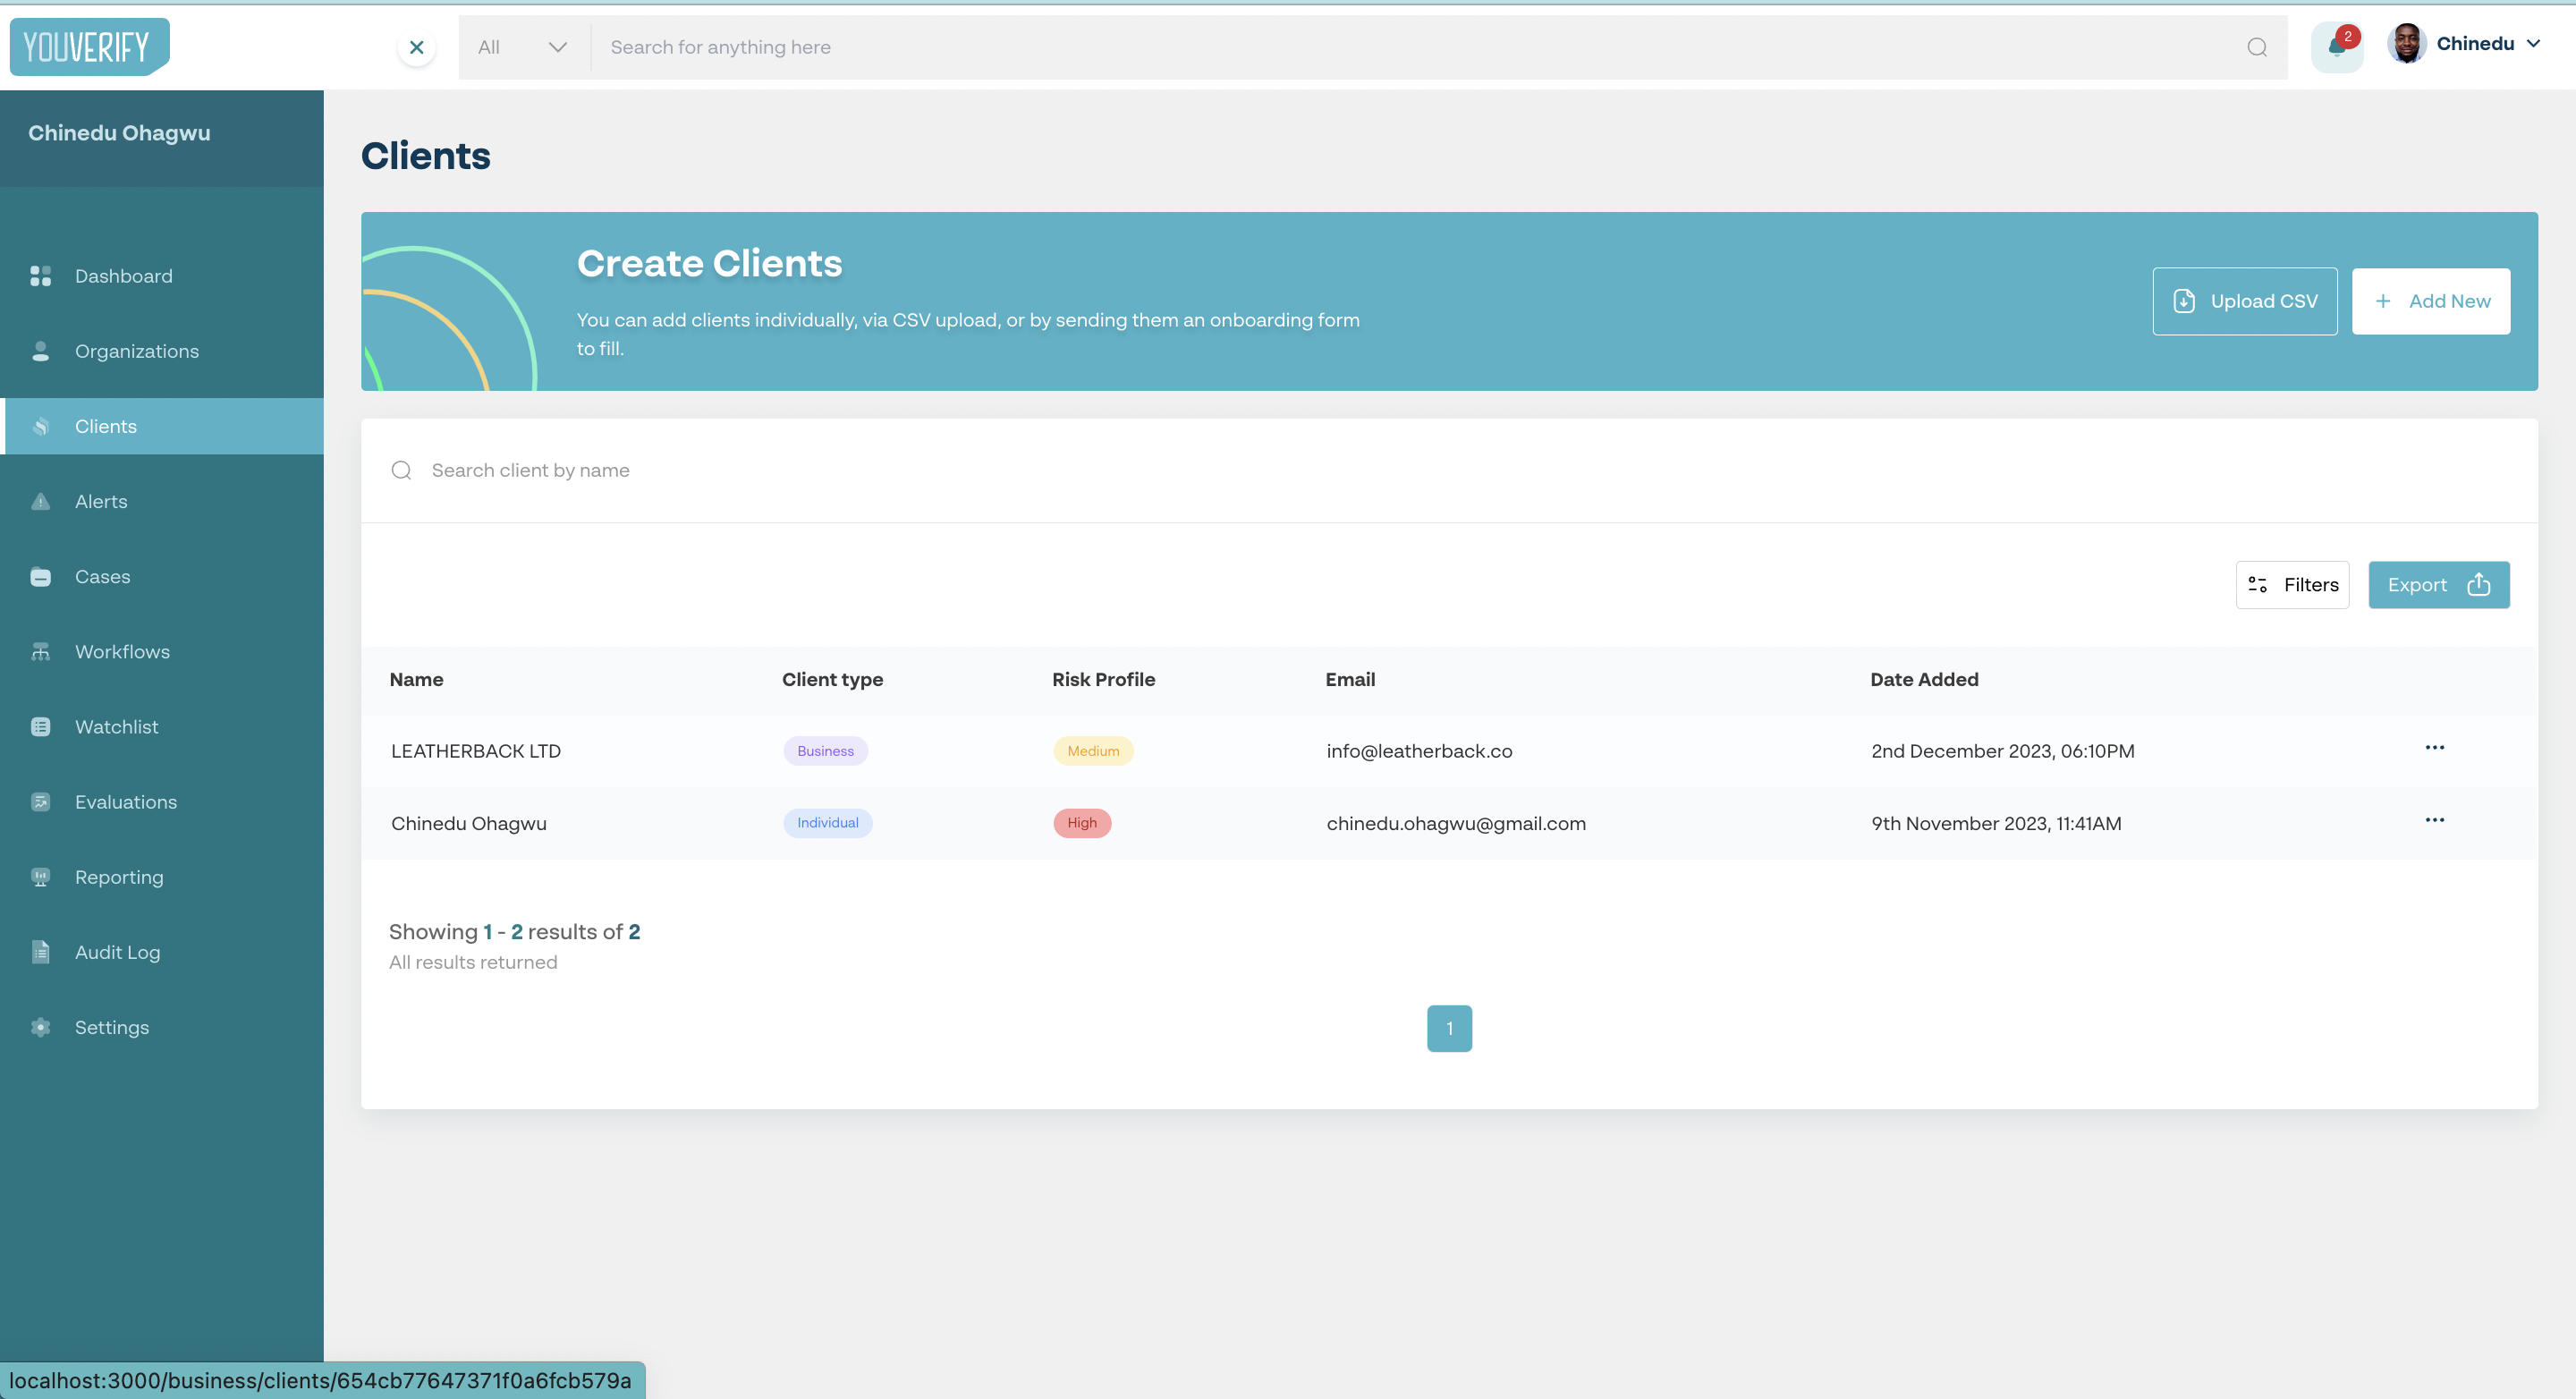 YOUVERIFY
All
Search for anything here
2
Chinedu
Chinedu Ohagwu
Dashboard
Organizations
Clients
Alerts
Cases
Workflows
Watchlist
Evaluations
Reporting
Audit Log
Settings
Clients
Create Clients
You can add clients individually, via CSV upload, or by sending them an onboarding form
to fill.
Upload CSV
+ Add New
Search client by name
Filters
Export
Name Client type Risk Profile Email Date Added
LEATHERBACK LTD Business Medium info@leatherback.co 2nd December 2023, 06:10PM ...
Chinedu Ohagwu Individual High chinedu.ohagwu@gmail.com 9th November 2023, 11:41AM ...
Showing 1 - 2 results of 2
All results returned
1
localhost:3000/business/clients/654cb77647371f0a6fcb579a